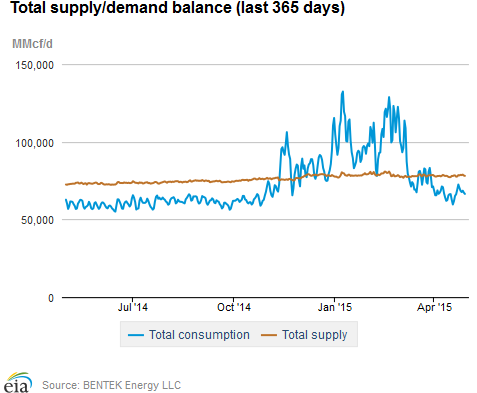 Total supply/demand balance (last 365 days)
MMcf/d
150,000
100,000
50,000
0
Jul '14 Oct '14 Jan '15 Apr '15
Total consumption Total supply
eia Source: BENTEK Energy LLC